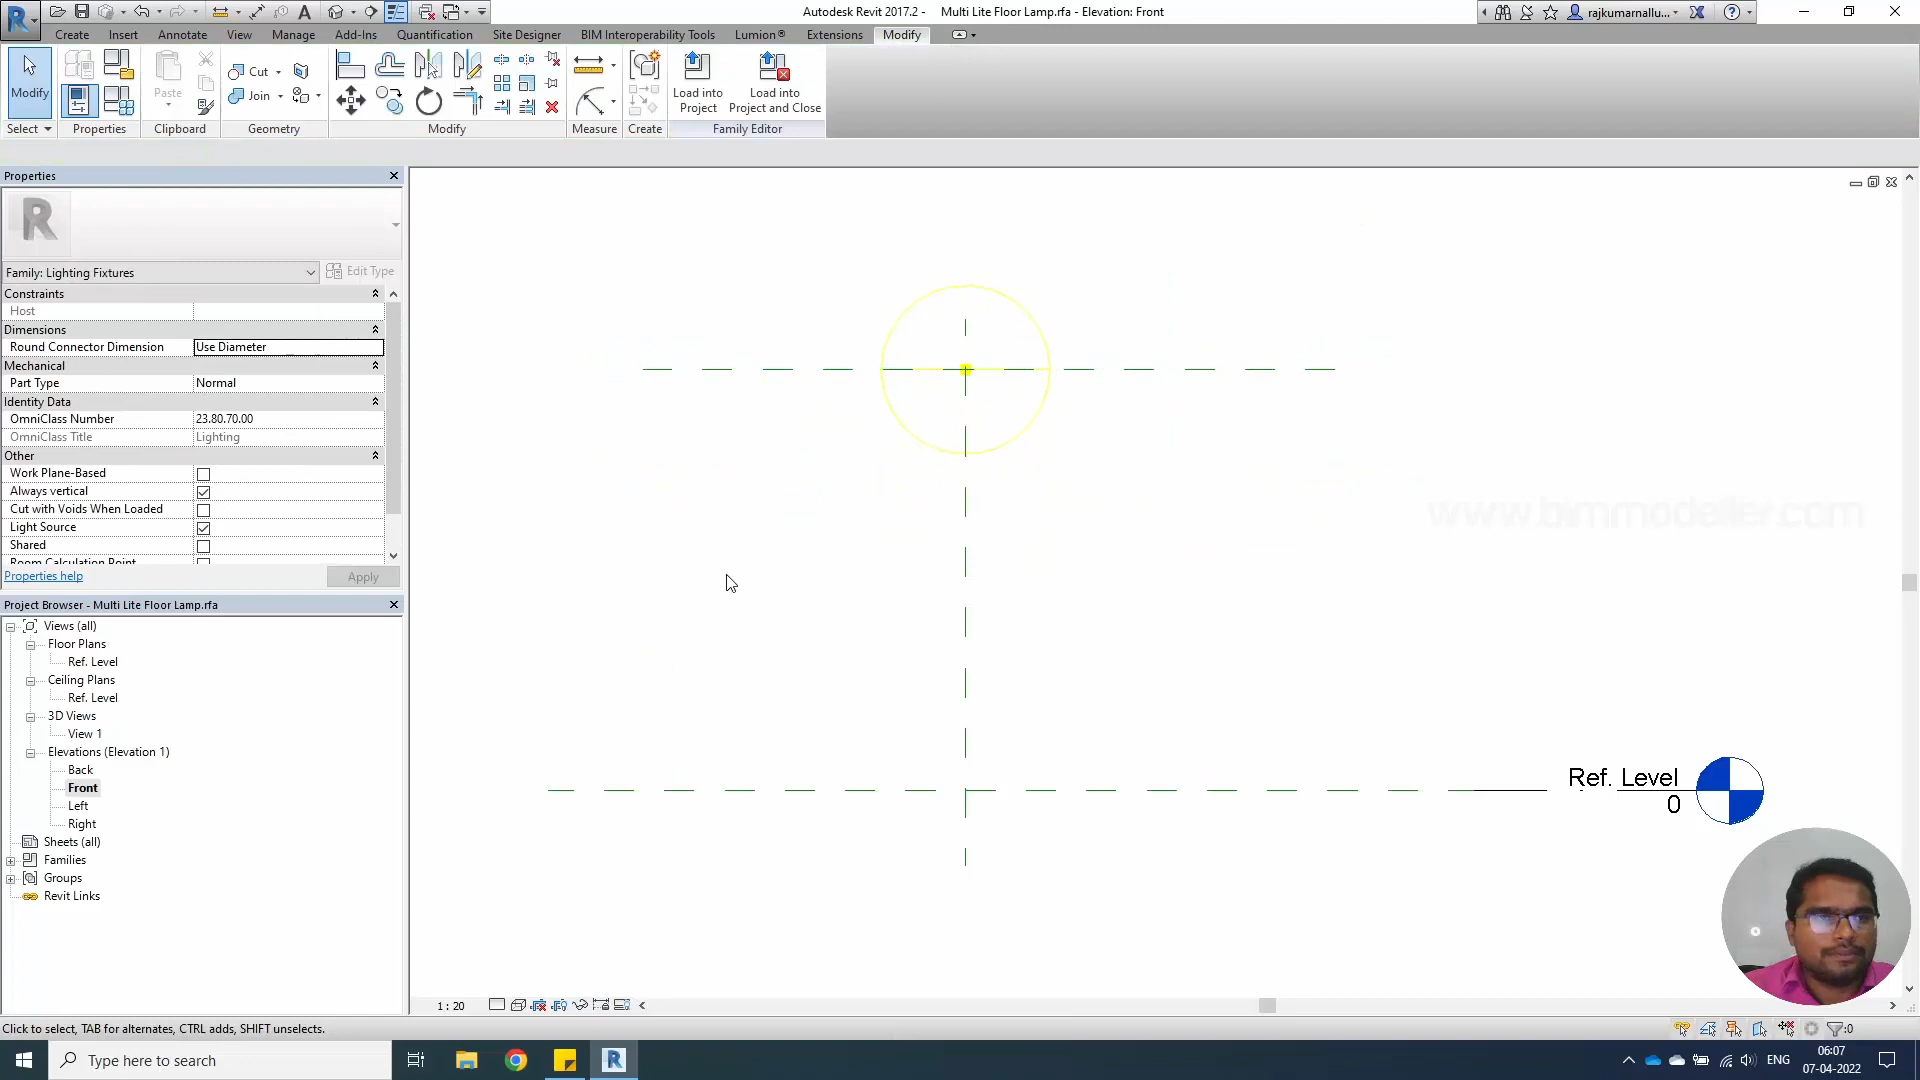 Autodesk Revit 2017.2 - Multi Lite Floor Lamp.rfa - Elevation: Front
rajkumarnallu...
Create Insert Annotate View Manage Add-Ins Quantification Site Designer BIM Interoperability Tools Lumion® Extensions Modify
Modify
Paste
Cut
Join
Load into Project
Load into Project and Close
Select Properties Clipboard Geometry Modify Measure Create Family Editor
Properties
R
Family: Lighting Fixtures
Edit Type
Constraints
Host
Dimensions
Round Connector Dimension Use Diameter
Mechanical
Part Type Normal
Identity Data
OmniClass Number 23.80.70.00
OmniClass Title Lighting
Other
Work Plane-Based
Always vertical
Cut with Voids When Loaded
Light Source
Shared
Room Calculation Point
Properties help
Apply
Project Browser - Multi Lite Floor Lamp.rfa
Views (all)
Floor Plans
Ref. Level
Ceiling Plans
Ref. Level
3D Views
View 1
Elevations (Elevation 1)
Back
Front
Left
Right
Sheets (all)
Families
Groups
Revit Links
www.bimmodeller.com
Ref. Level
0
1 : 20
Click to select, TAB for alternates, CTRL adds, SHIFT unselects.
:0
Type here to search
ENG
06:07
07-04-2022